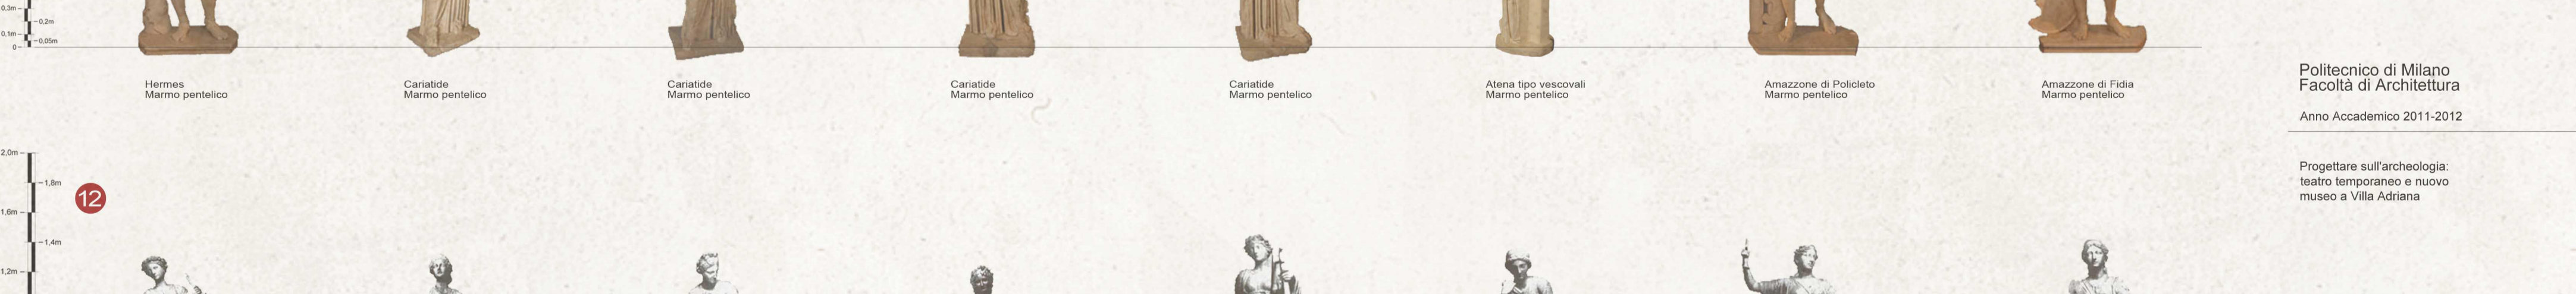 0,3m
0,2m
0,1m
0,05m
0
Hermes
Marmo pentelico
Cariatide
Marmo pentelico
Cariatide
Marmo pentelico
Cariatide
Marmo pentelico
Cariatide
Marmo pentelico
Atena tipo vescovali
Marmo pentelico
Amazzone di Policleto
Marmo pentelico
Amazzone di Fidia
Marmo pentelico
Politecnico di Milano
Facoltà di Architettura
Anno Accademico 2011-2012
Progettare sull'archeologia:
teatro temporaneo e nuovo
museo a Villa Adriana
2,0m
1,8m
12
1,6m
1,4m
1,2m